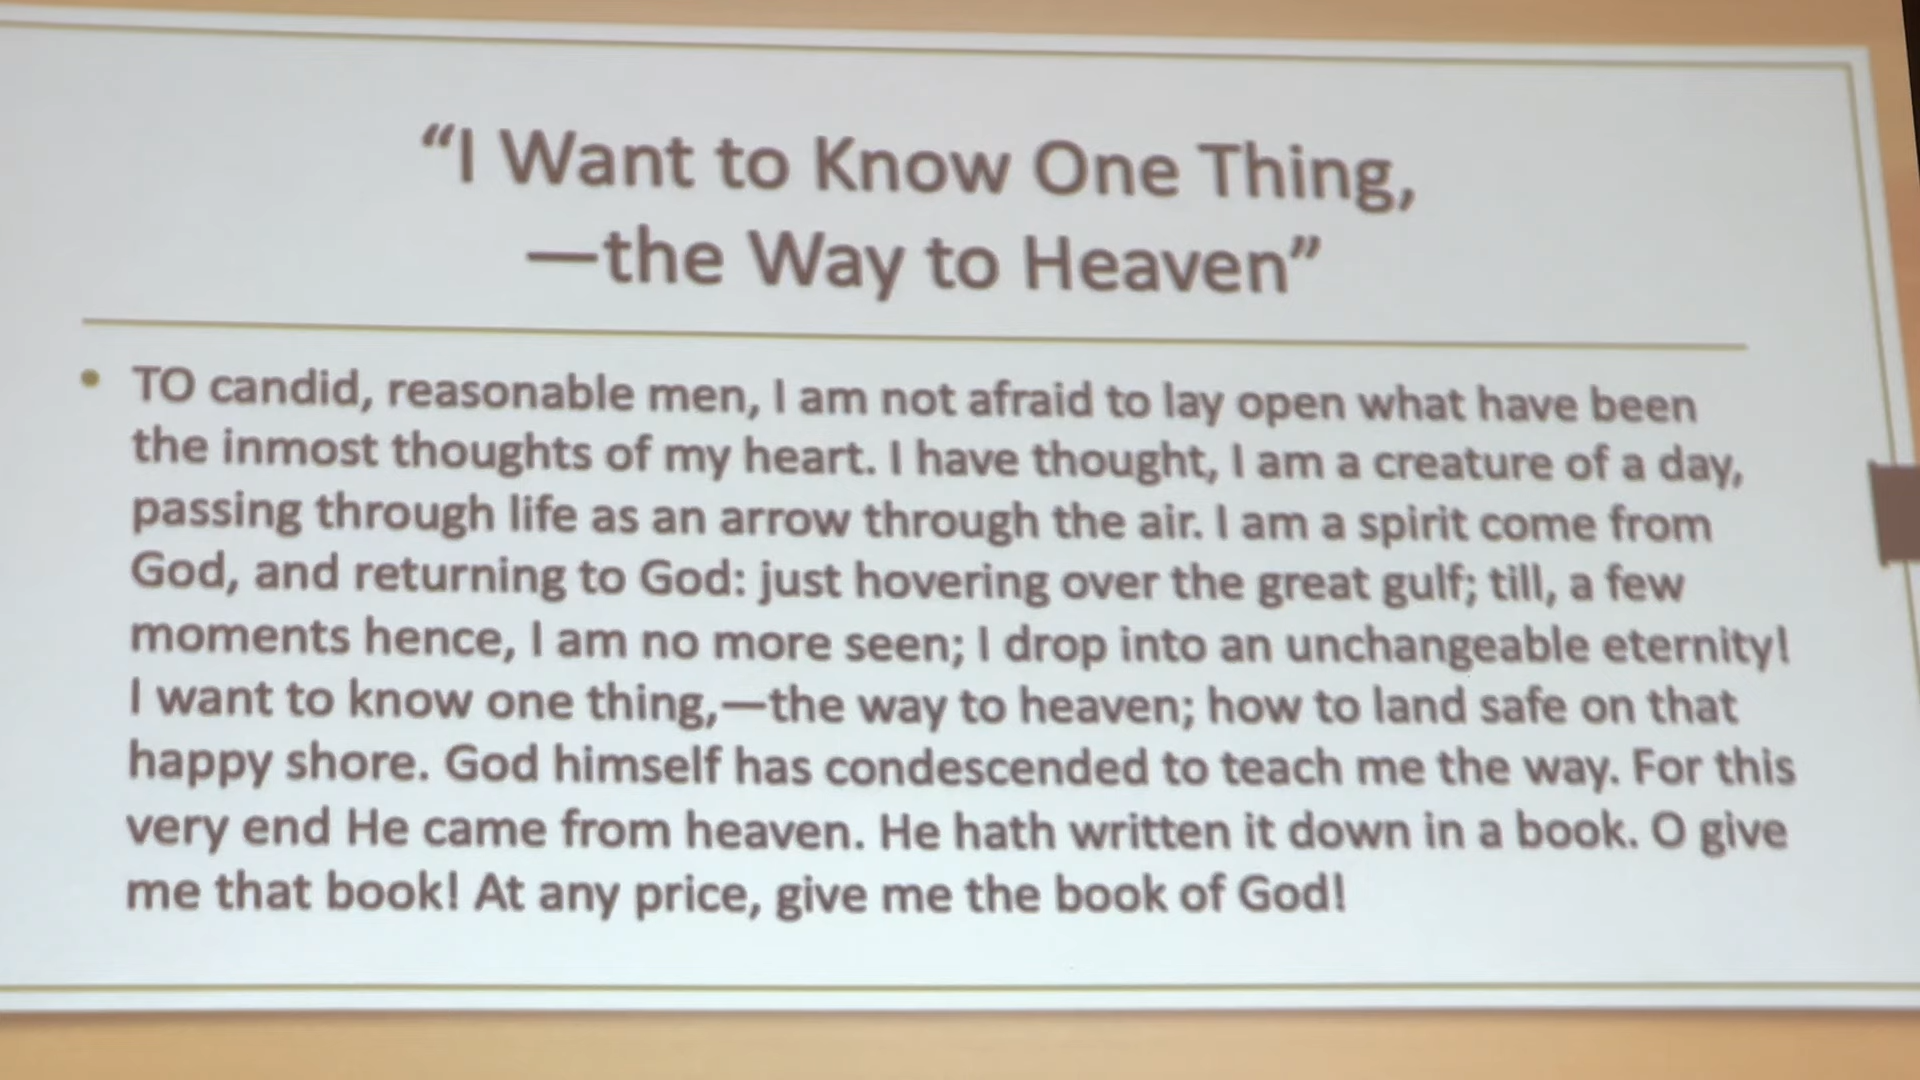 “I Want to Know One Thing,
—the Way to Heaven”
• TO candid, reasonable men, I am not afraid to lay open what have been
the inmost thoughts of my heart. I have thought, I am a creature of a day,
passing through life as an arrow through the air. I am a spirit come from
God, and returning to God: just hovering over the great gulf; till, a few
moments hence, I am no more seen; I drop into an unchangeable eternity!
I want to know one thing,—the way to heaven; how to land safe on that
happy shore. God himself has condescended to teach me the way. For this
very end He came from heaven. He hath written it down in a book. O give
me that book! At any price, give me the book of God!